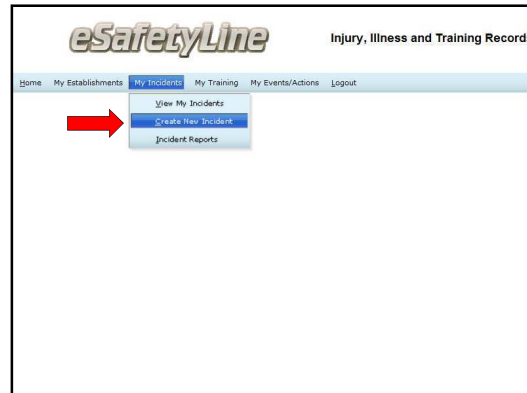 eSafetyLine
Injury, Illness and Training Records
Home My Establishments My Incidents My Training My Events/Actions Logout
View My Incidents
Create New Incident
Incident Reports